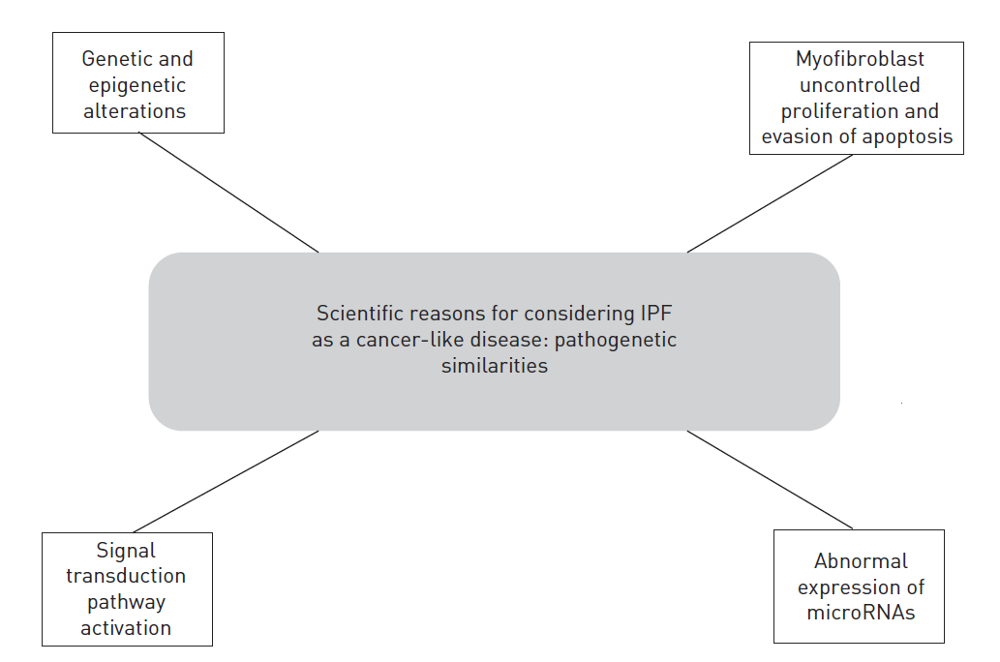 Genetic and
epigenetic
alterations
Myofibroblast
uncontrolled
proliferation and
evasion of apoptosis
Scientific reasons for considering IPF
as a cancer-like disease: pathogenetic
similarities
Signal
transduction
pathway
activation
Abnormal
expression of
microRNAs